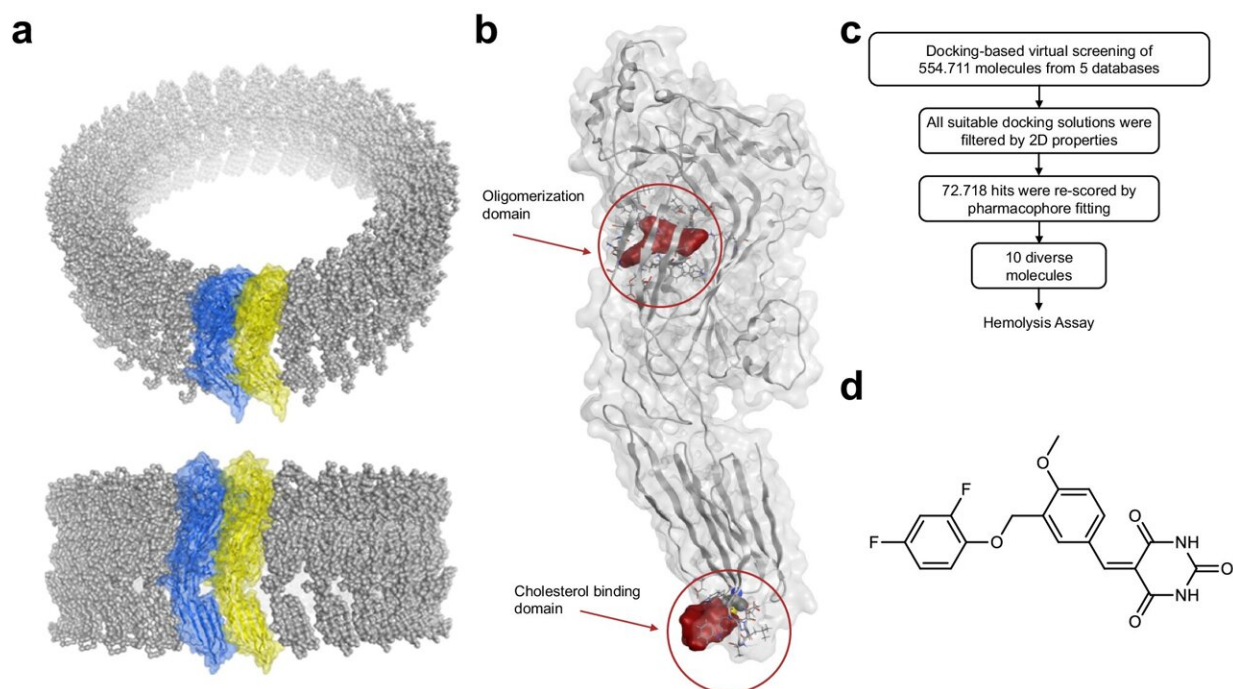 a
b
Oligomerization
domain
Cholesterol binding
domain
c
Docking-based virtual screening of
554.711 molecules from 5 databases
All suitable docking solutions were
filtered by 2D properties
72.718 hits were re-scored by
pharmacophore fitting
10 diverse
molecules
Hemolysis Assay
d
O
F
F
O
O
NH
O
NH
O